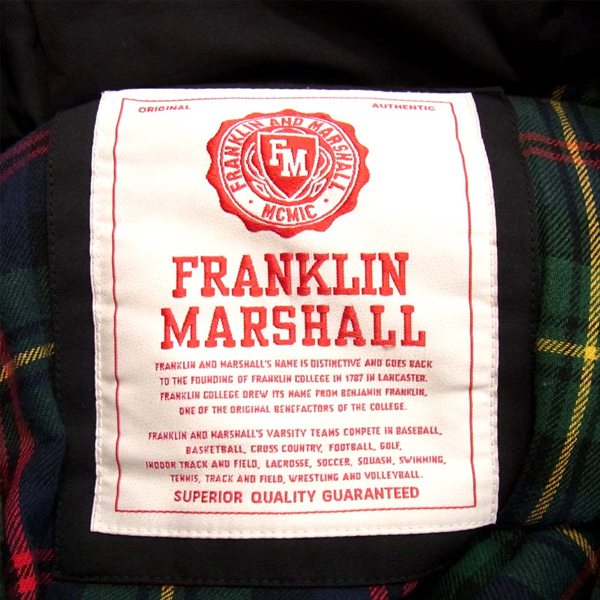 ORIGINAL AUTHENTIC
FRANKLIN AND MARSHALL
FM
MCMIC
FRANKLIN
MARSHALL
FRANKLIN AND MARSHALL'S NAME IS DISTINCTIVE AND GOES BACK
TO THE FOUNDING OF FRANKLIN COLLEGE IN 1787 IN LANCASTER.
FRANKLIN COLLEGE DREW ITS NAME FROM BENJAMIN FRANKLIN,
ONE OF THE ORIGINAL BENEFACTORS OF THE COLLEGE.
FRANKLIN AND MARSHALL'S VARSITY TEAMS COMPETE IN BASEBALL,
BASKETBALL, CROSS COUNTRY, FOOTBALL, GOLF,
INDOOR TRACK AND FIELD, LACROSSE, SOCCER, SQUASH, SWIMMING,
TENNIS, TRACK AND FIELD, WRESTLING AND VOLLEYBALL.
SUPERIOR QUALITY GUARANTEED